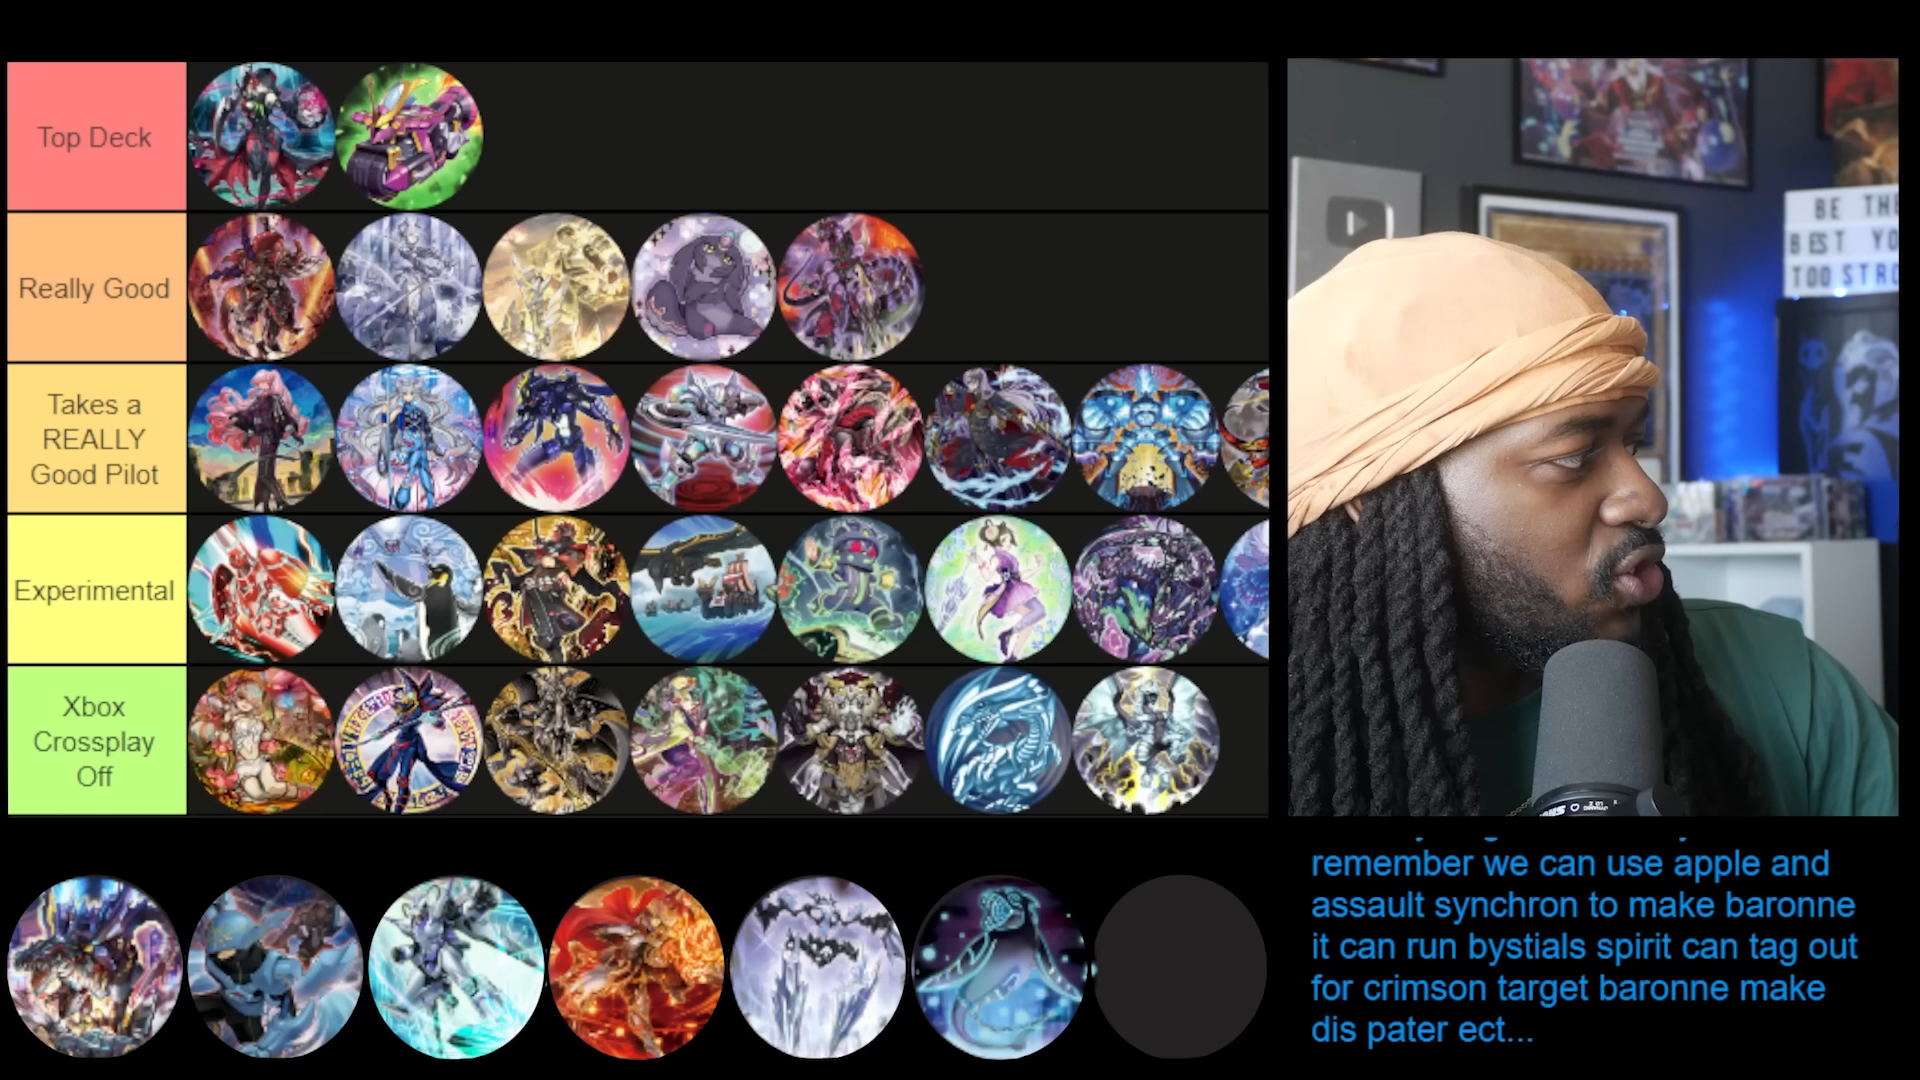 Top Deck
Really Good
Takes a
REALLY
Good Pilot
Experimental
Xbox
Crossplay
Off
BE THE
BEST YO
TOO STRO
remember we can use apple and
assault synchron to make baronne
it can run bystials spirit can tag out
for crimson target baronne make
dis pater ect...